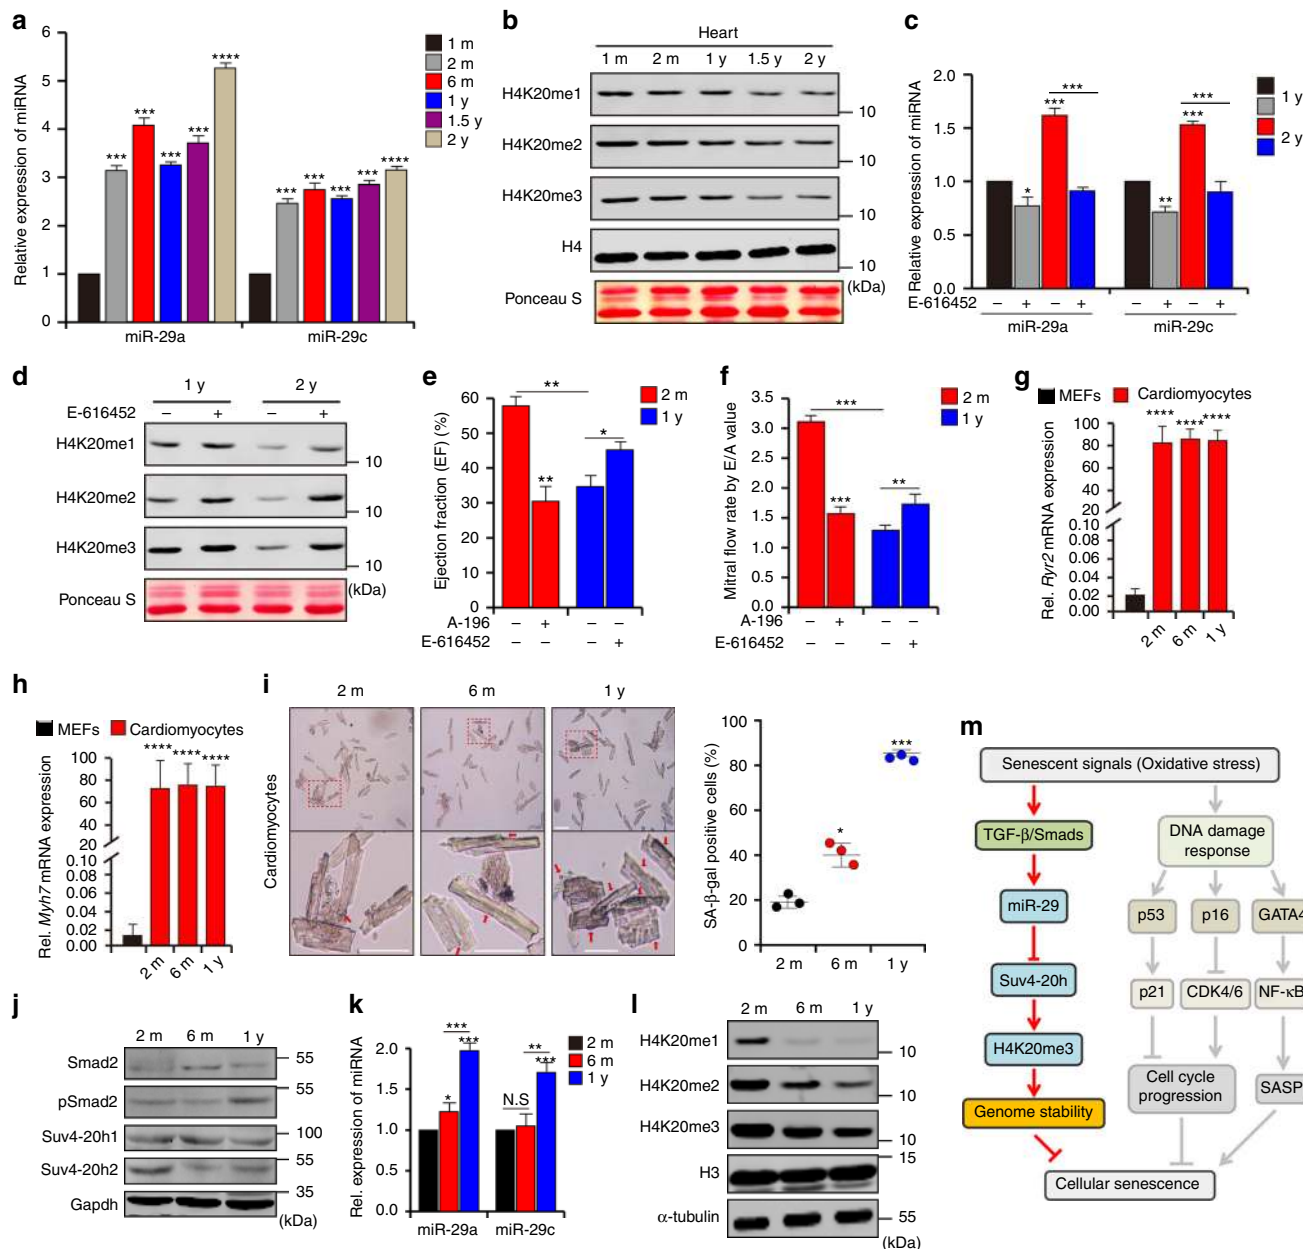 a
Relative expression of miRNA
6
5
4
3
2
1
0
****
***
***
***
***
****
***
***
***
***
miR-29a
miR-29c
1 m
2 m
6 m
1 y
1.5 y
2 y
b
Heart
1 m 2 m 1 y 1.5 y 2 y
H4K20me1
10
H4K20me2
10
H4K20me3
10
H4
10
Ponceau S
(kDa)
c
Relative expression of miRNA
2.0
1.5
1.0
0.5
0.0
***
***
*
***
***
**
E-616452 – + – + – + – +
miR-29a
miR-29c
1 y
2 y
d
1 y 2 y
E-616452 – + – +
H4K20me1
10
H4K20me2
10
H4K20me3
10
(kDa)
Ponceau S
e
Ejection fraction (EF) (%)
60
50
40
30
20
10
0
**
*
**
2 m
1 y
A-196 – + – –
E-616452 – – – +
f
Mitral flow rate by E/A value
3.5
3.0
2.5
2.0
1.5
1.0
0.5
0.0
***
**
***
2 m
1 y
A-196 – + – –
E-616452 – – – +
g
MEFs Cardiomyocytes
Rel. Ryr2 mRNA expression
100
80
60
40
20
0.10
0.08
0.06
0.04
0.02
0.00
**** **** ****
2 m 6 m 1 y
h
MEFs Cardiomyocytes
Rel. Myh7 mRNA expression
100
80
60
40
20
0.10
0.08
0.06
0.04
0.02
0.00
**** **** ****
2 m 6 m 1 y
i
2 m 6 m 1 y
Cardiomyocytes
SA-β-gal positive cells (%)
100
80
60
40
20
0
***
*
2 m 6 m 1 y
j
2 m 6 m 1 y
Smad2
55
pSmad2
55
Suv4-20h1
100
Suv4-20h2
55
Gapdh
35
(kDa)
k
Rel. expression of miRNA
2.0
1.5
1.0
0.5
0.0
***
***
*
**
***
N.S
2 m
6 m
1 y
miR-29a miR-29c
l
2 m 6 m 1 y
H4K20me1
10
H4K20me2
10
H4K20me3
10
H3
15
α-tubulin
55
(kDa)
m
Senescent signals (Oxidative stress)
TGF-β/Smads
DNA damage
response
miR-29
p53 p16 GATA4
Suv4-20h
p21 CDK4/6 NF-κB
H4K20me3
Cell cycle
progression
SASP
Genome stability
Cellular senescence